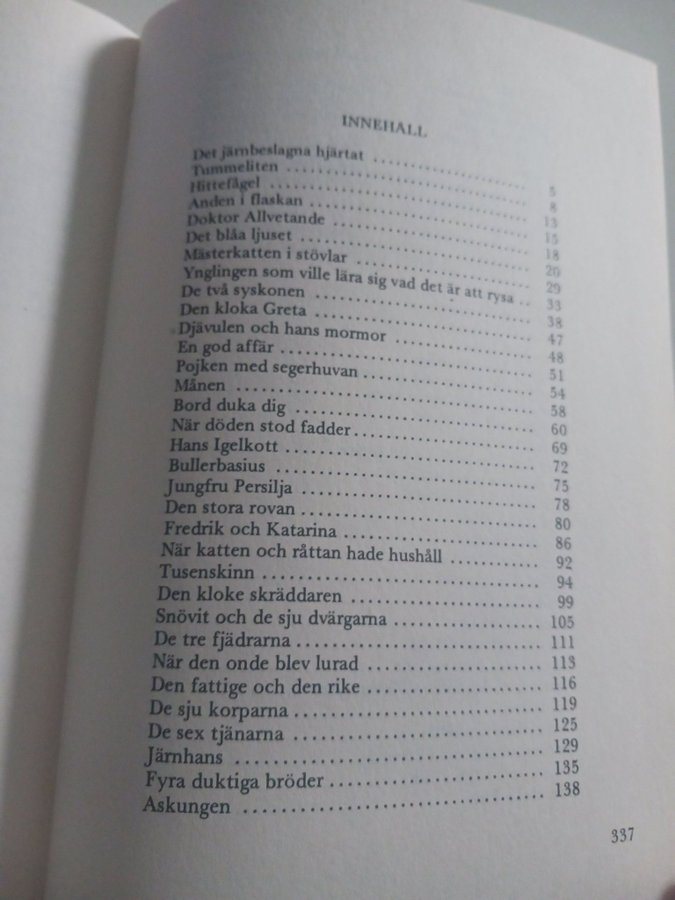 INNEHALL
Det järnbeslagna hjärtat .................... 5
Tummeliten .................... 8
Hittefågel .................... 13
Anden i flaskan .................... 15
Doktor Allvetande .................... 18
Det blåa ljuset .................... 20
Mästerkatten i stövlar .................... 29
Ynglingen som ville lära sig vad det är att rysa .. 33
De två syskonen .................... 38
Den kloka Greta .................... 47
Djävulen och hans mormor .................... 48
En god affär .................... 51
Pojken med segerhuvan .................... 54
Månen .................... 58
Bord duka dig .................... 60
När döden stod fadder .................... 69
Hans Igelkott .................... 72
Bullerbasius .................... 75
Jungfru Persilja .................... 78
Den stora rovan .................... 80
Fredrik och Katarina .................... 86
När katten och råttan hade hushåll ............ 92
Tusenskinn .................... 94
Den kloke skräddaren .................... 99
Snövit och de sju dvärgarna .................... 105
De tre fjädrarna .................... 111
När den onde blev lurad .................... 113
Den fattige och den rike .................... 116
De sju korparna .................... 119
De sex tjänarna .................... 125
Järnhans .................... 129
Fyra duktiga bröder .................... 135
Askungen .................... 138
337